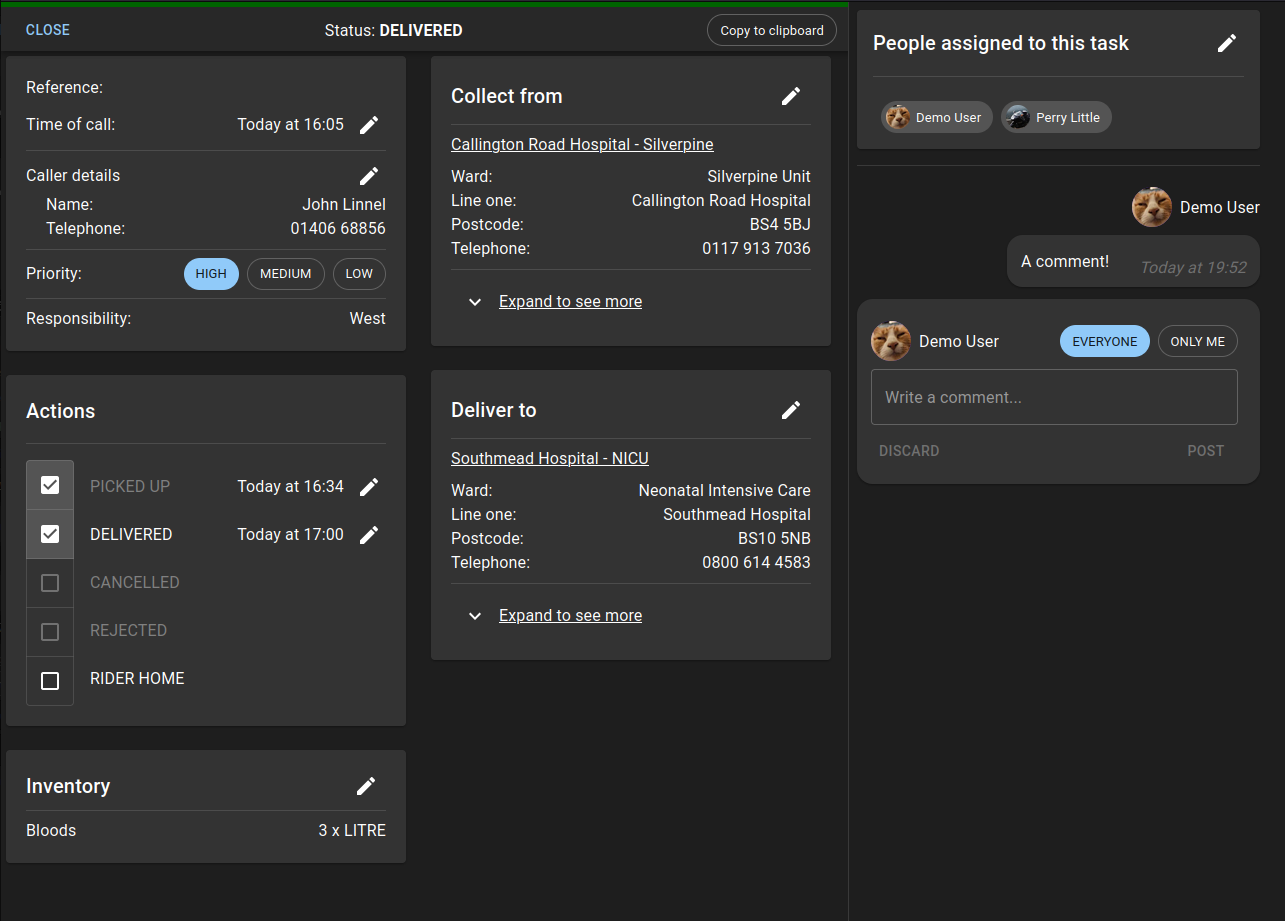 CLOSE
Status: DELIVERED
Copy to clipboard
Reference:
Time of call: Today at 16:05
Caller details
Name: John Linnel
Telephone: 01406 68856
Priority: HIGH MEDIUM LOW
Responsibility: West
Actions
PICKED UP Today at 16:34
DELIVERED Today at 17:00
CANCELLED
REJECTED
RIDER HOME
Inventory
Bloods 3 x LITRE
Collect from
Callington Road Hospital - Silverpine
Ward: Silverpine Unit
Line one: Callington Road Hospital
Postcode: BS4 5BJ
Telephone: 0117 913 7036
Expand to see more
Deliver to
Southmead Hospital - NICU
Ward: Neonatal Intensive Care
Line one: Southmead Hospital
Postcode: BS10 5NB
Telephone: 0800 614 4583
Expand to see more
People assigned to this task
Demo User Perry Little
Demo User
A comment! Today at 19:52
Demo User EVERYONE ONLY ME
Write a comment...
DISCARD POST